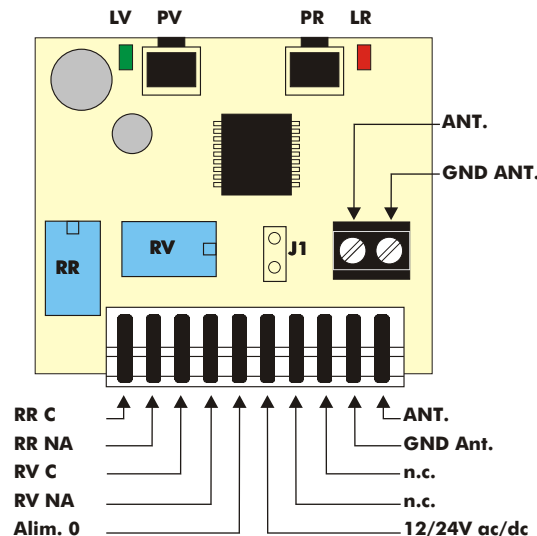 LV PV PR LR
ANT.
GND ANT.
RR RV J1
RR C ANT.
RR NA GND Ant.
RV C n.c.
RV NA n.c.
Alim. 0 12/24V ac/dc